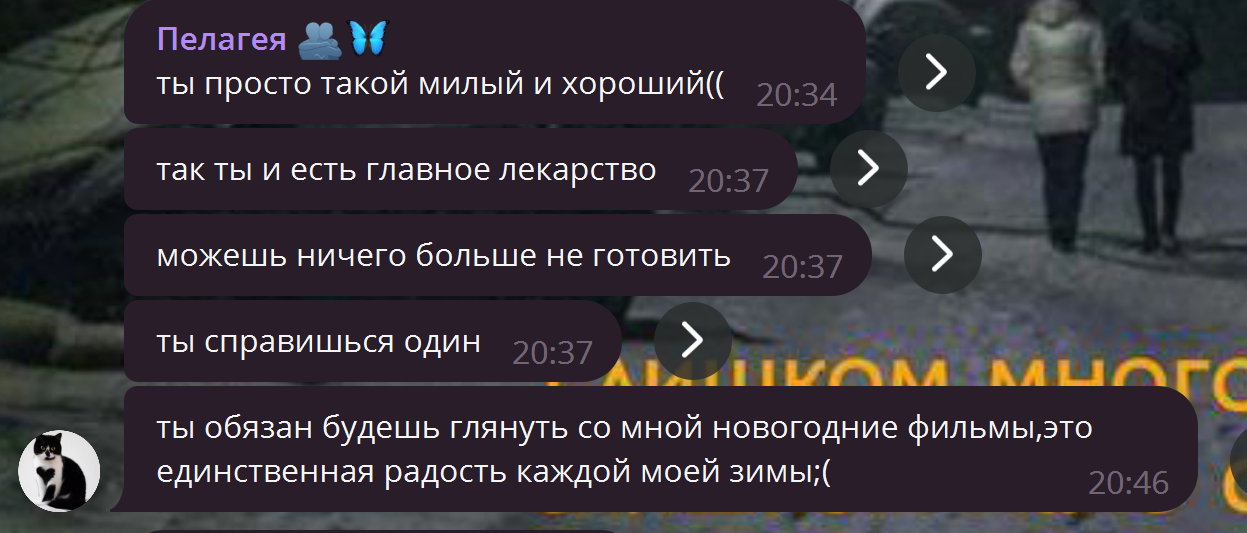 Пелагея 🫂🦋
ты просто такой милый и хороший(( 20:34
так ты и есть главное лекарство 20:37
можешь ничего больше не готовить 20:37
ты справишься один 20:37
МНОГО
ты обязан будешь глянуть со мной новогодние фильмы,это
единственная радость каждой моей зимы;( 20:46